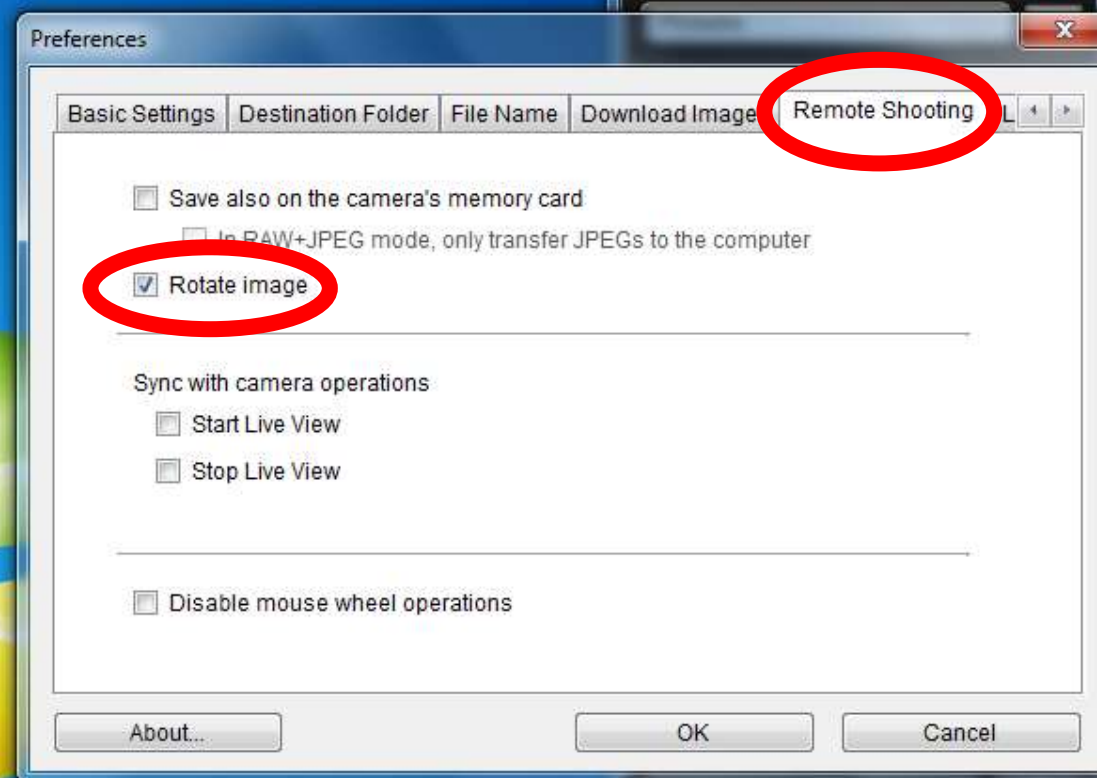 Preferences
Basic Settings Destination Folder File Name Download Image Remote Shooting L
Save also on the camera's memory card
In RAW+JPEG mode, only transfer JPEGs to the computer
Rotate image
Sync with camera operations
Start Live View
Stop Live View
Disable mouse wheel operations
About... OK Cancel